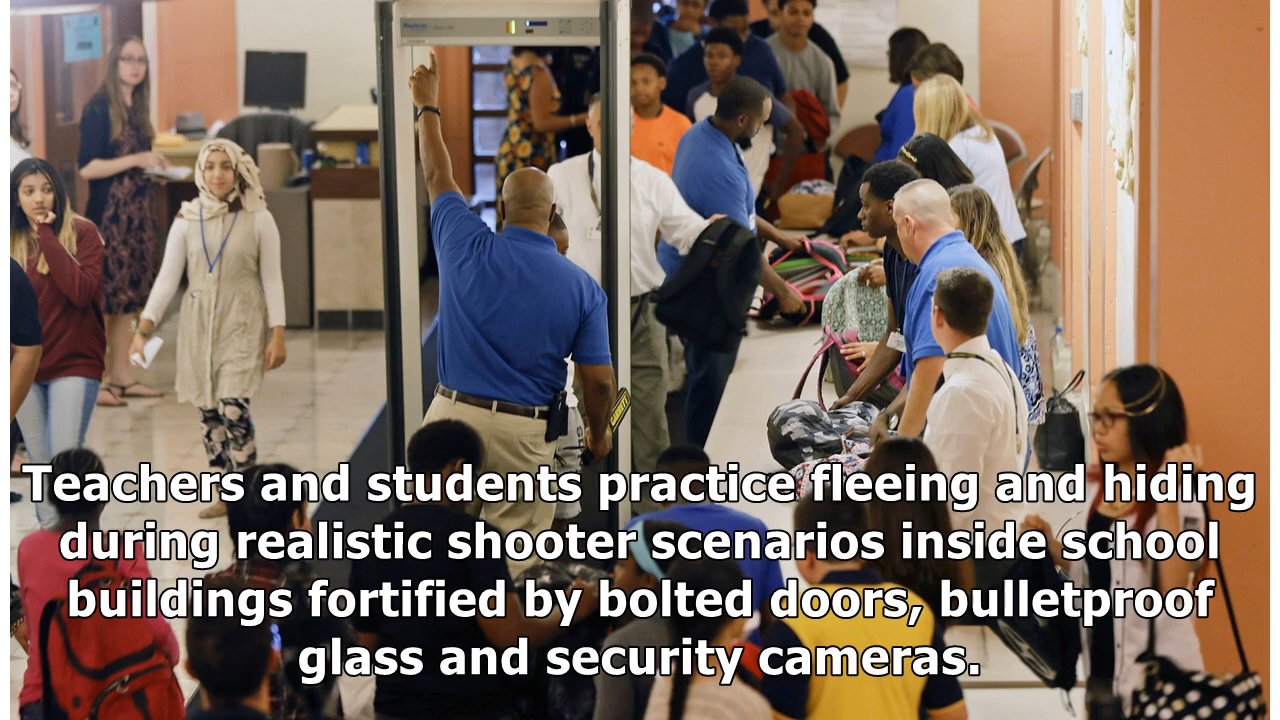 Teachers and students practice fleeing and hiding
during realistic shooter scenarios inside school
buildings fortified by bolted doors, bulletproof
glass and security cameras.